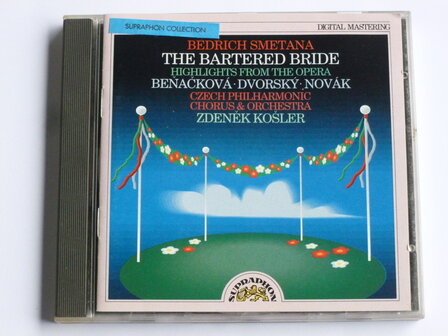 SUPRAPHON COLLECTION
DIGITAL MASTERING
BEDRICH SMETANA
THE BARTERED BRIDE
HIGHLIGHTS FROM THE OPERA
BEŇAČKOVÁ · DVORSKÝ · NOVÁK
CZECH PHILHARMONIC
CHORUS & ORCHESTRA
ZDENĚK KOŠLER
SUPRAPHON